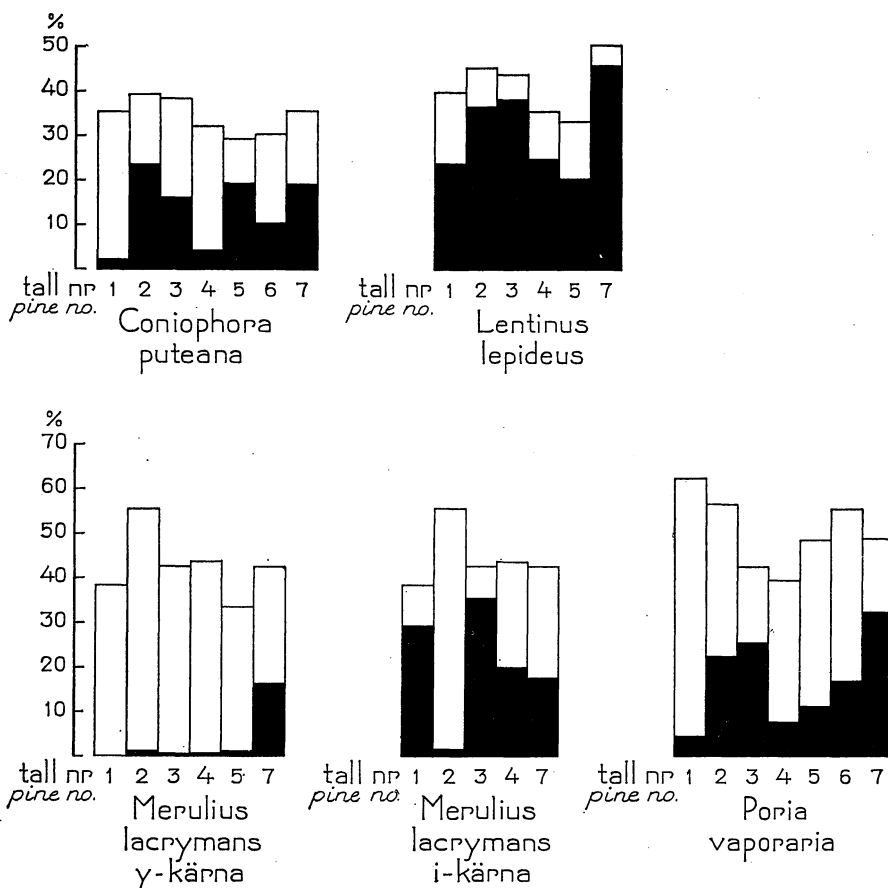 %
50
40
30
20
10
tall nr 1 2 3 4 5 6 7
pine no.
Coniophora
puteana
tall nr 1 2 3 4 5 7
pine no.
Lentinus
lepideus
%
70
60
50
40
30
20
10
tall nr 1 2 3 4 5 7
pine no.
Merulius
lacrymans
y-kärna
tall nr 1 2 3 4 7
pine no.
Merulius
lacrymans
i-kärna
tall nr 1 2 3 4 5 6 7
pine no.
Poria
vaporaria